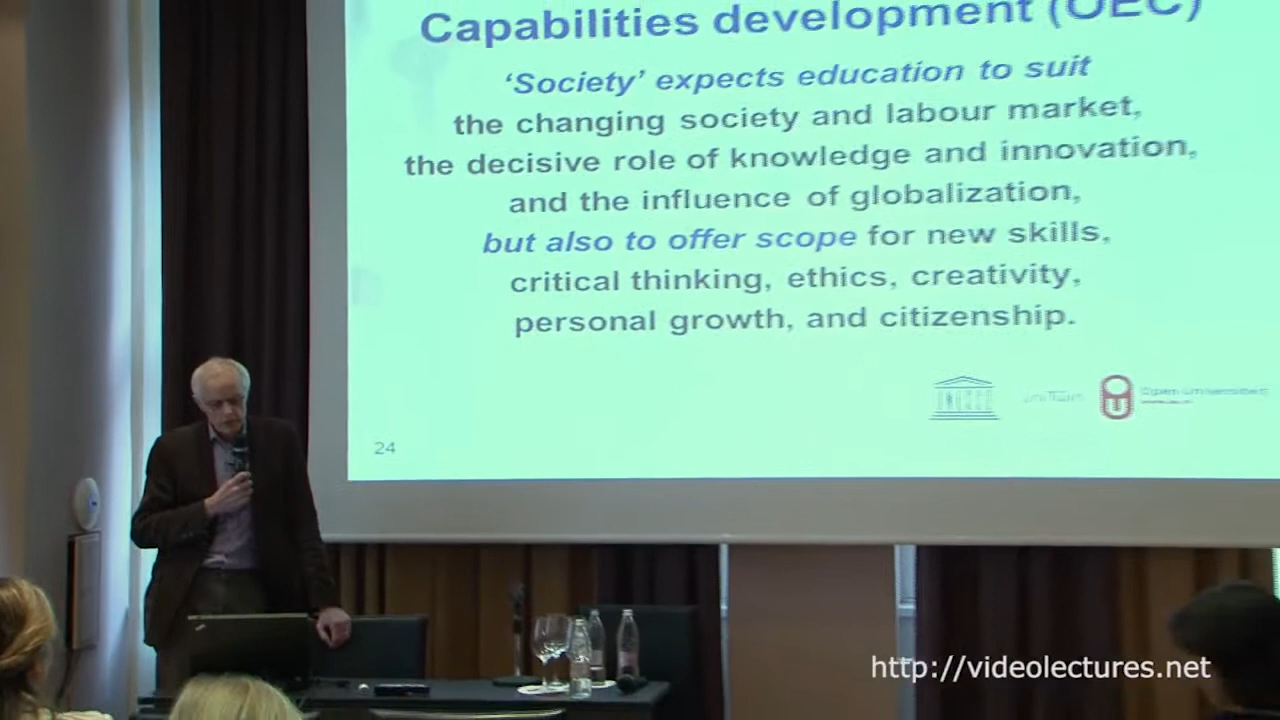 Capabilities development (OEC)
‘Society’ expects education to suit
the changing society and labour market,
the decisive role of knowledge and innovation,
and the influence of globalization,
but also to offer scope for new skills,
critical thinking, ethics, creativity,
personal growth, and citizenship.
Open Universiteit
24
http://videolectures.net